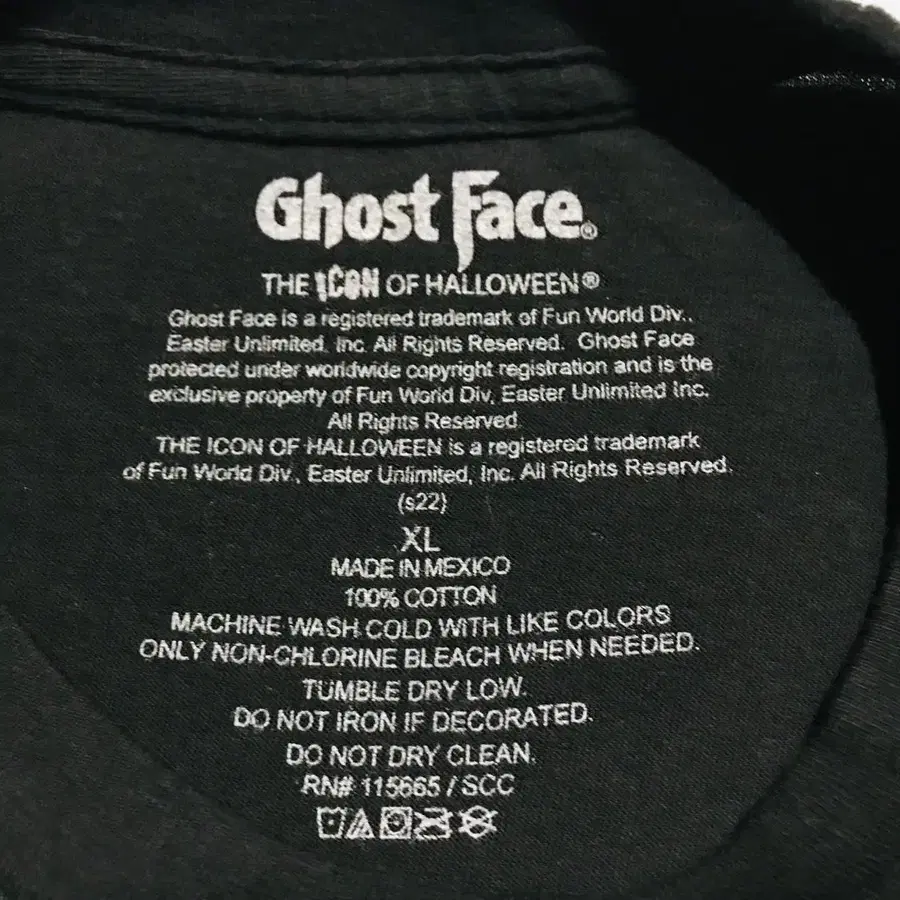 Ghost Face®
THE ICON OF HALLOWEEN®
Ghost Face is a registered trademark of Fun World Div.,
Easter Unlimited, Inc. All Rights Reserved. Ghost Face
protected under worldwide copyright registration and is the
exclusive property of Fun World Div, Easter Unlimited Inc.
All Rights Reserved.
THE ICON OF HALLOWEEN is a registered trademark
of Fun World Div., Easter Unlimited, Inc. All Rights Reserved.
(s22)
XL
MADE IN MEXICO
100% COTTON
MACHINE WASH COLD WITH LIKE COLORS
ONLY NON-CHLORINE BLEACH WHEN NEEDED.
TUMBLE DRY LOW.
DO NOT IRON IF DECORATED.
DO NOT DRY CLEAN.
RN# 115665 / SCC